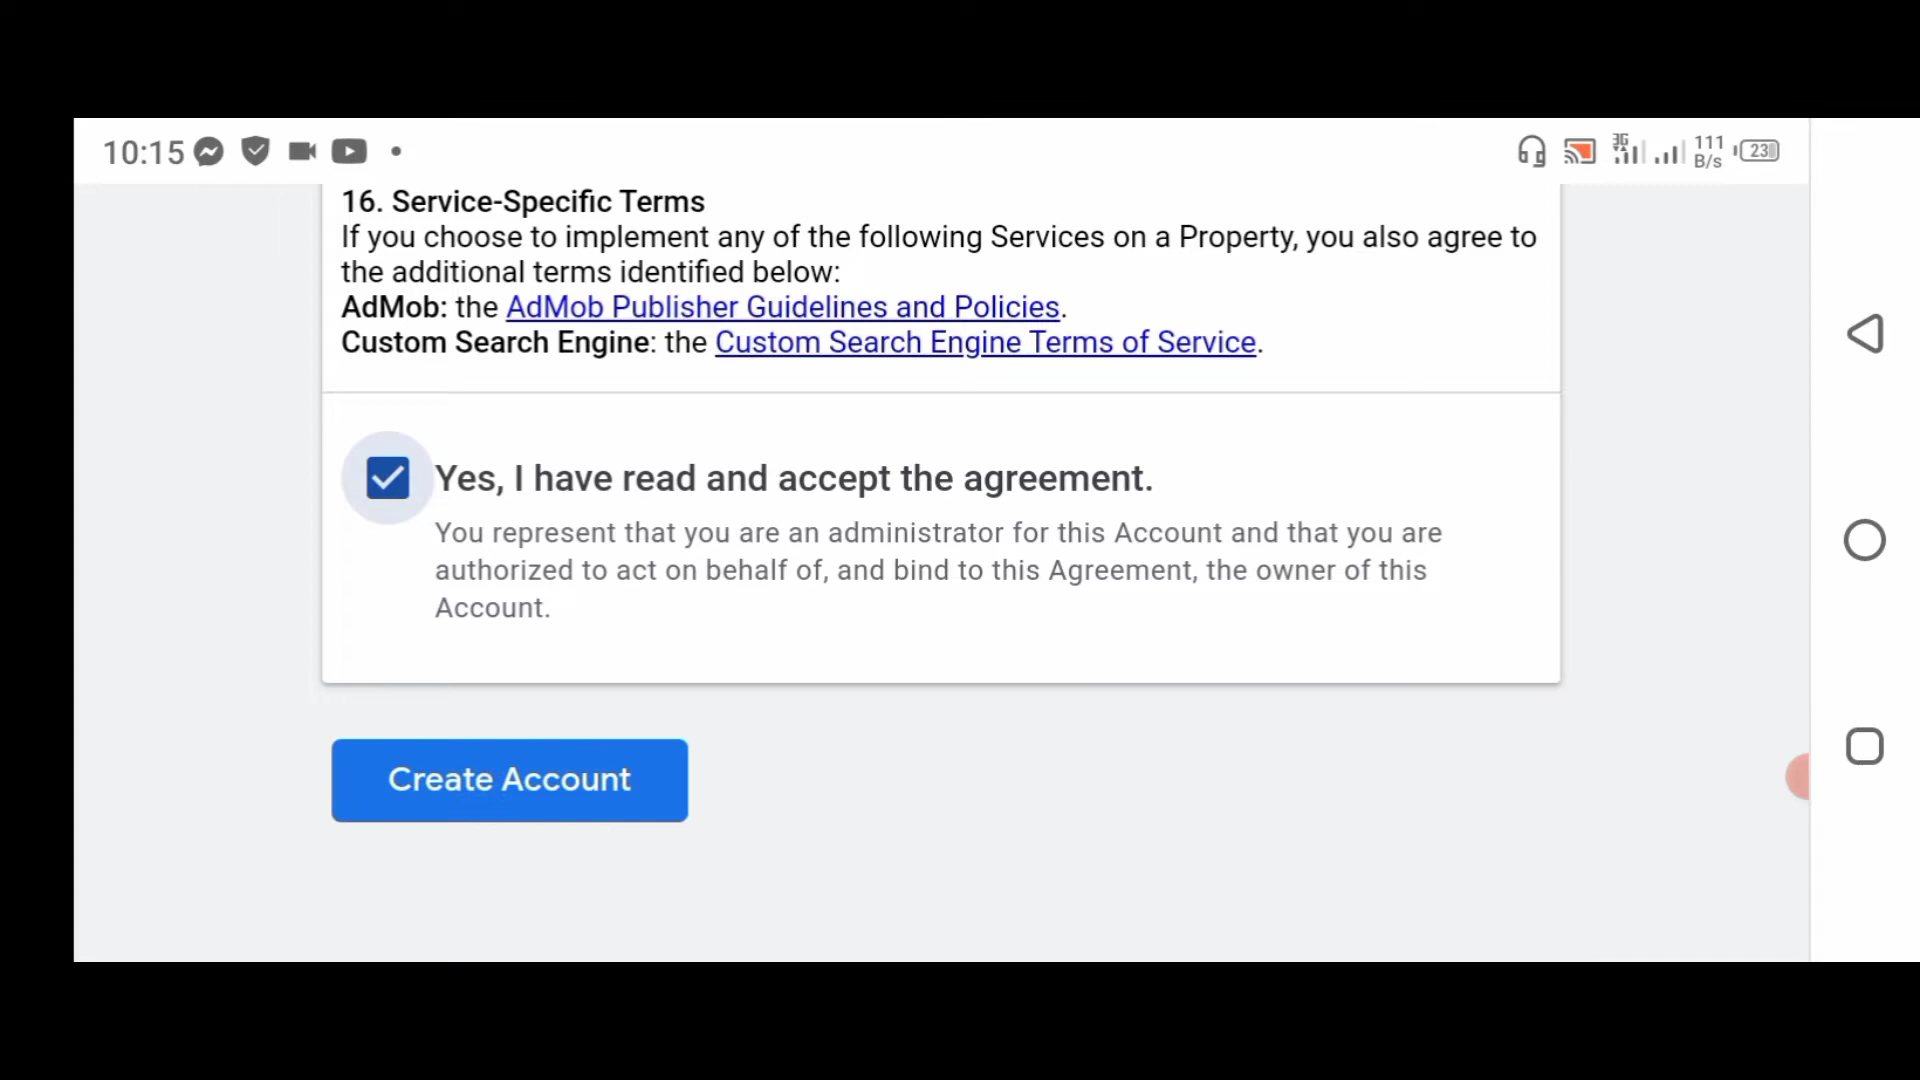 10:15
3G
111
B/s
23
16. Service-Specific Terms
If you choose to implement any of the following Services on a Property, you also agree to
the additional terms identified below:
AdMob: the AdMob Publisher Guidelines and Policies.
Custom Search Engine: the Custom Search Engine Terms of Service.
Yes, I have read and accept the agreement.
You represent that you are an administrator for this Account and that you are
authorized to act on behalf of, and bind to this Agreement, the owner of this
Account.
Create Account